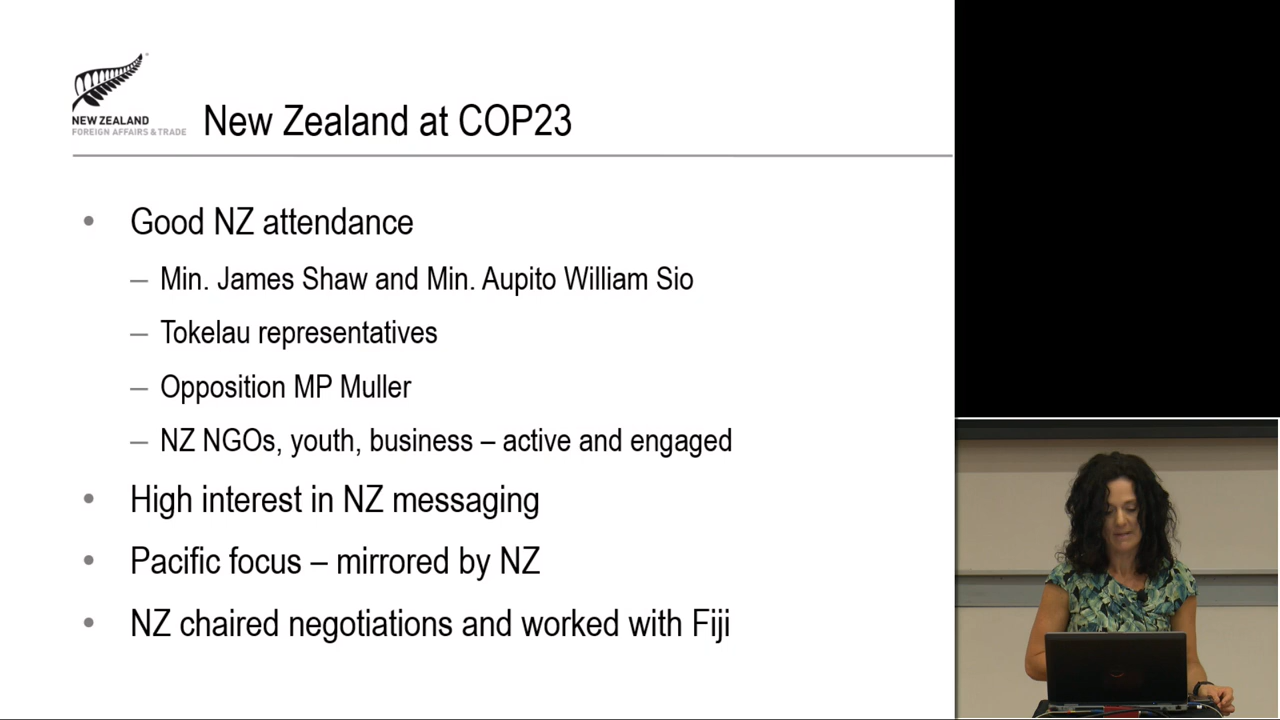 NEW ZEALAND
FOREIGN AFFAIRS & TRADE
New Zealand at COP23
• Good NZ attendance
– Min. James Shaw and Min. Aupito William Sio
– Tokelau representatives
– Opposition MP Muller
– NZ NGOs, youth, business – active and engaged
• High interest in NZ messaging
• Pacific focus – mirrored by NZ
• NZ chaired negotiations and worked with Fiji